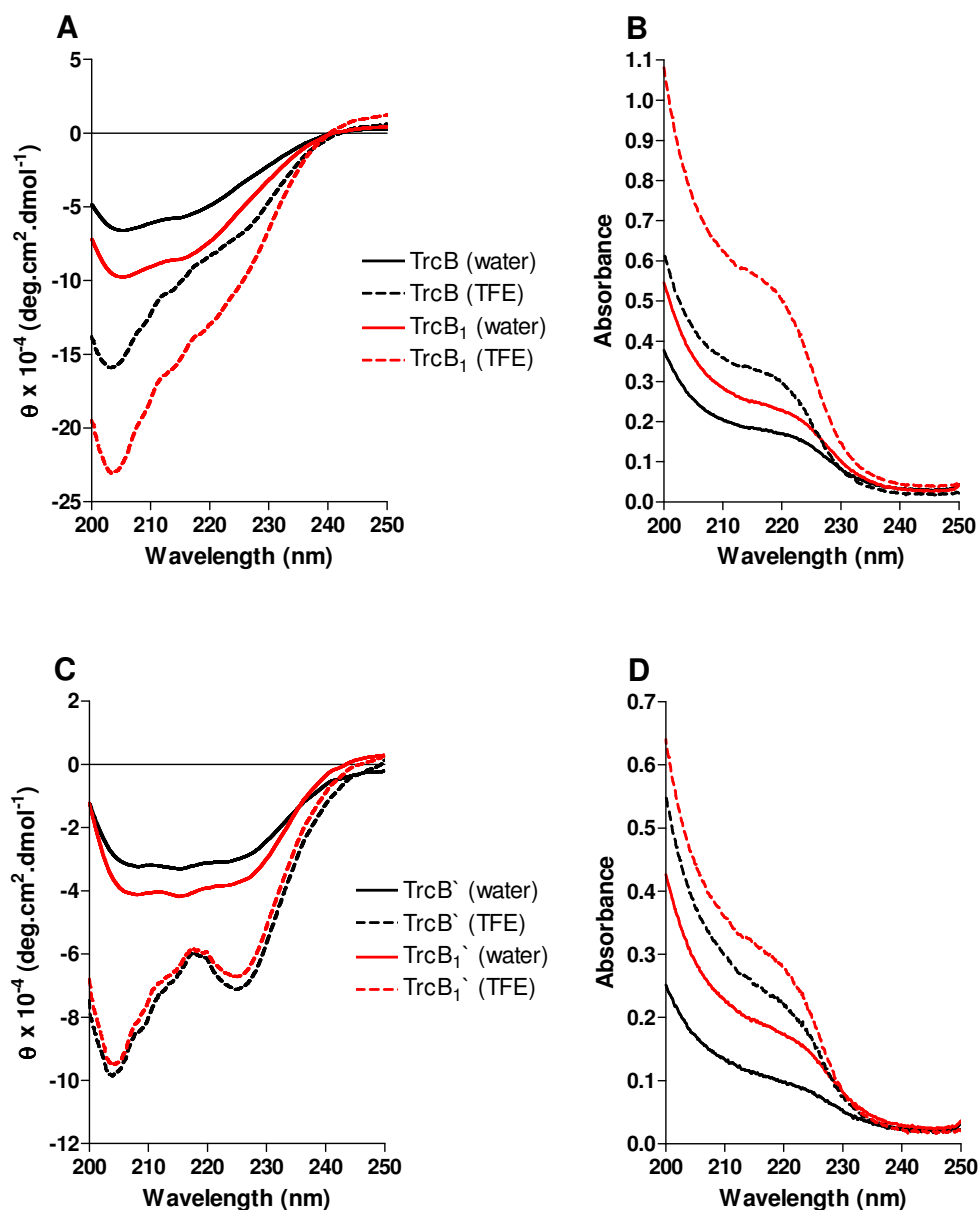 A
5
0
-5
-10
-15
-20
-25
200 210 220 230 240 250
Wavelength (nm)
θ x 10⁻⁴ (deg.cm².dmol⁻¹)
TrcB (water)
TrcB (TFE)
TrcB₁ (water)
TrcB₁ (TFE)
B
1.1
1.0
0.9
0.8
0.7
0.6
0.5
0.4
0.3
0.2
0.1
0.0
200 210 220 230 240 250
Wavelength (nm)
Absorbance
C
2
0
-2
-4
-6
-8
-10
-12
200 210 220 230 240 250
Wavelength (nm)
θ x 10⁻⁴ (deg.cm².dmol⁻¹)
TrcB` (water)
TrcB` (TFE)
TrcB₁` (water)
TrcB₁` (TFE)
D
0.7
0.6
0.5
0.4
0.3
0.2
0.1
0.0
200 210 220 230 240 250
Wavelength (nm)
Absorbance